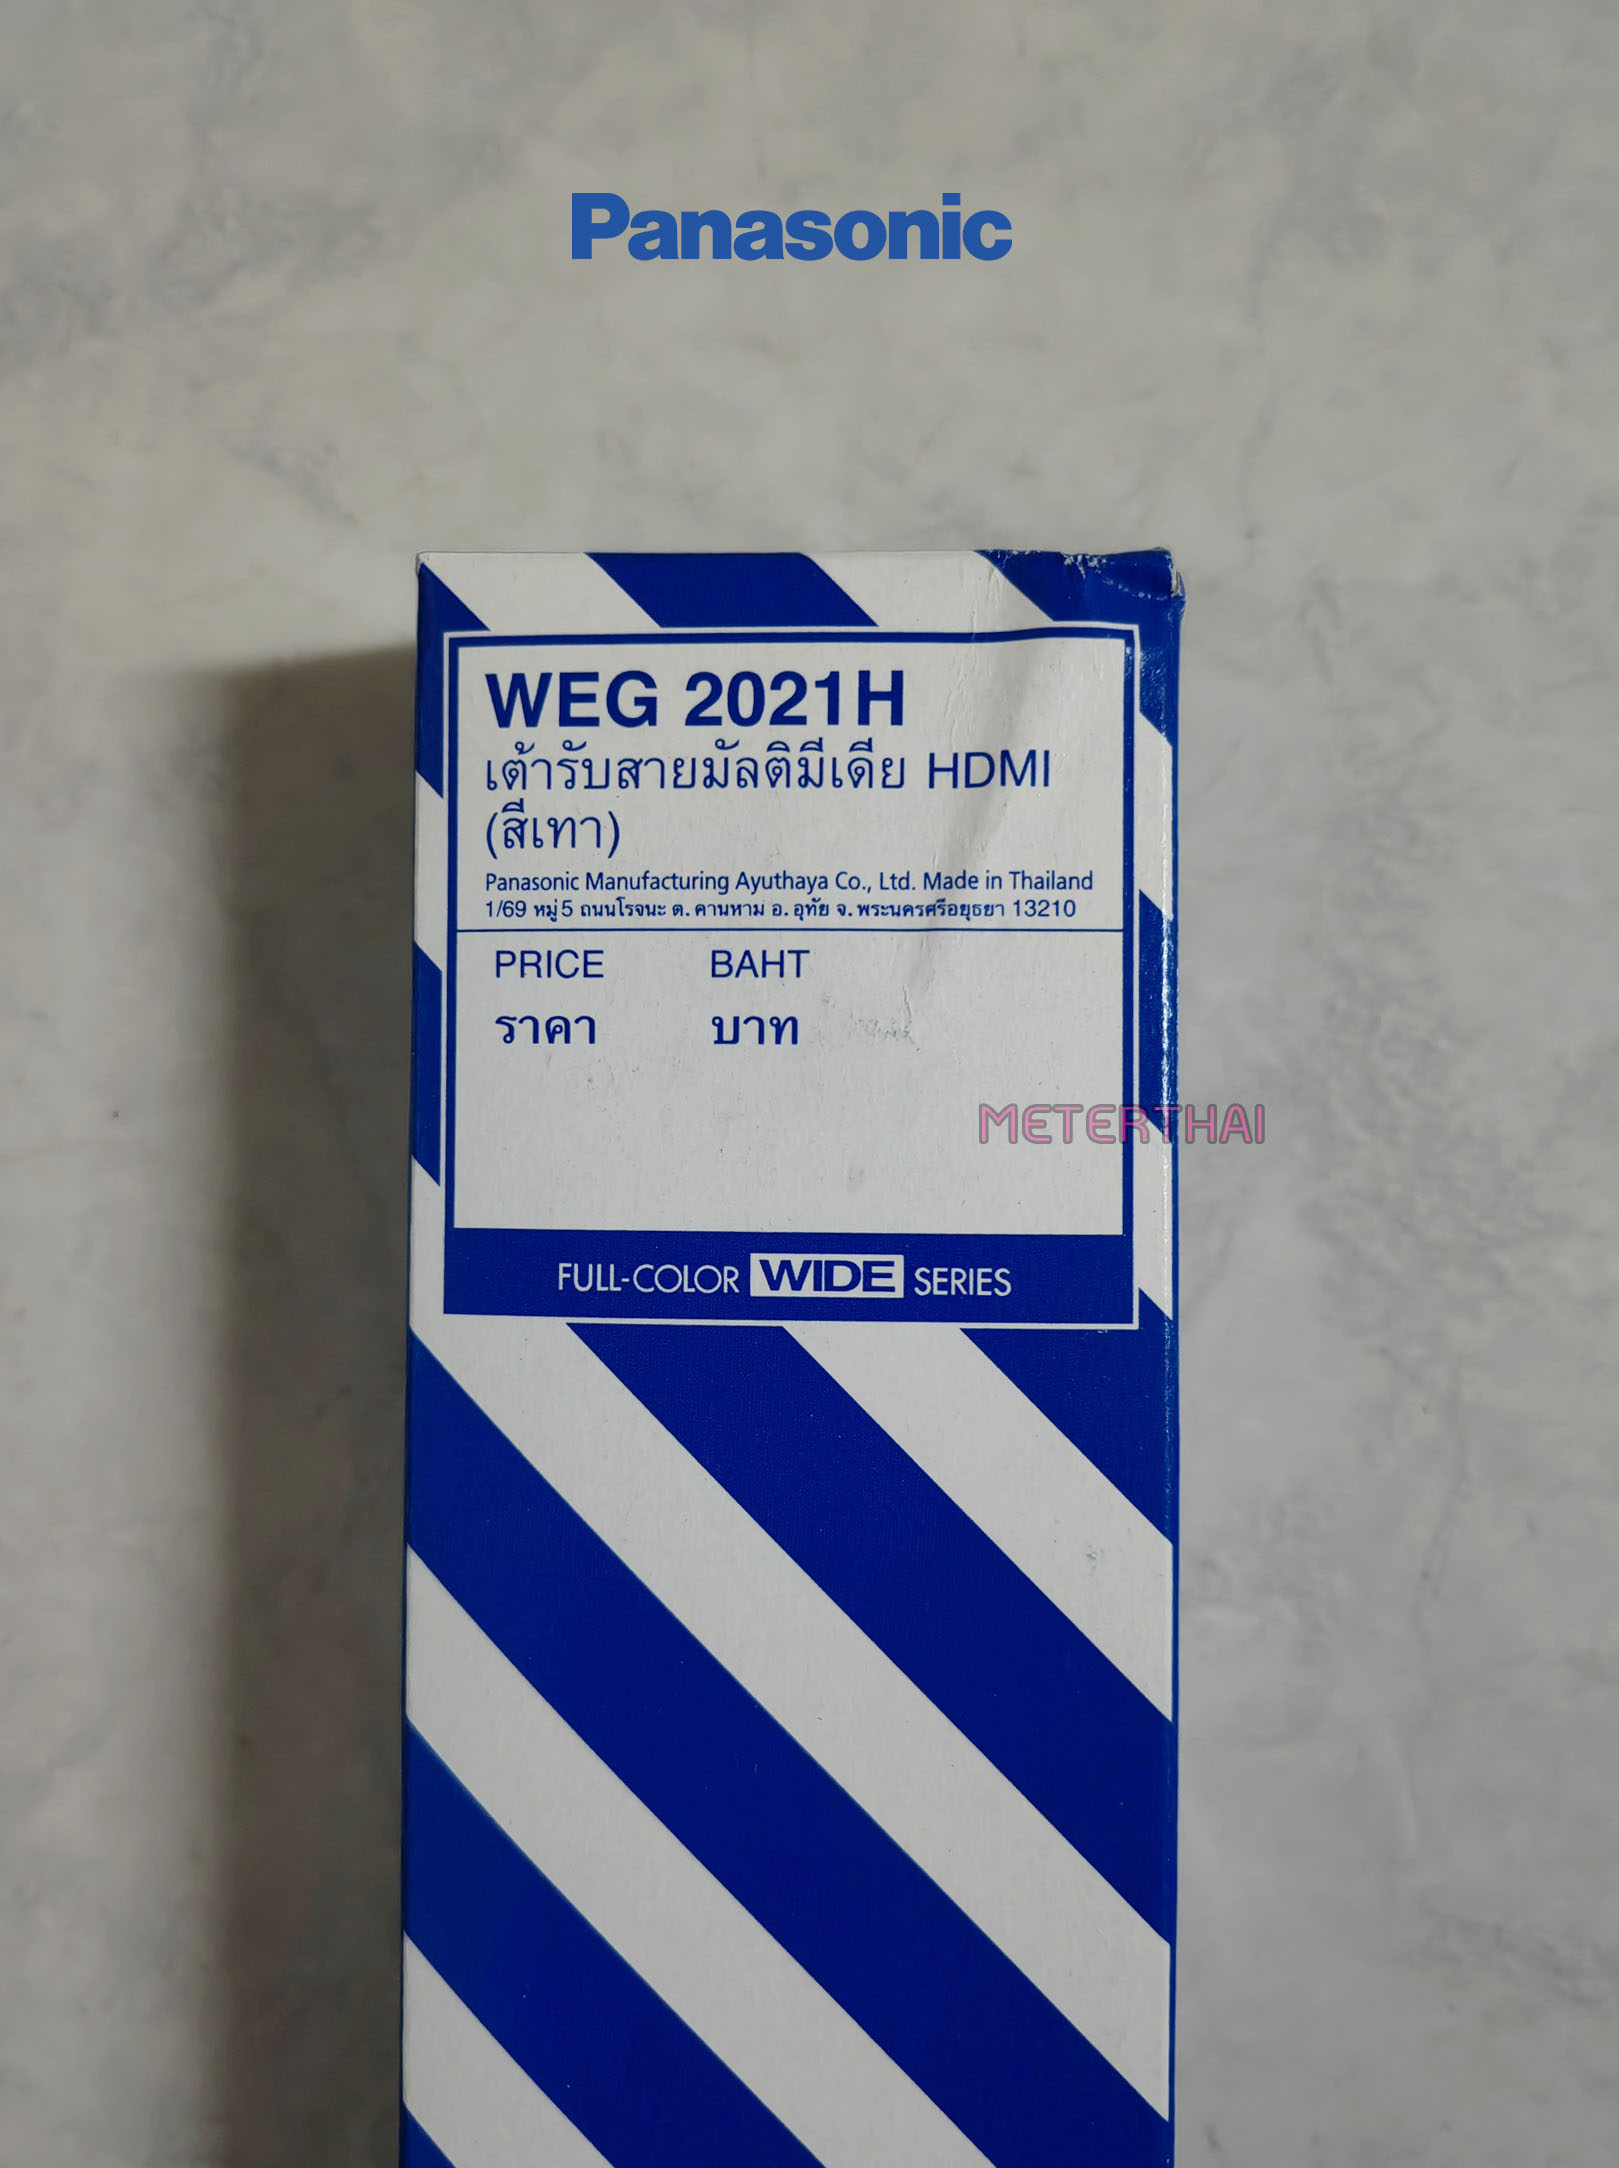 Panasonic
WEG 2021H
เต้ารับสายมัลติมีเดีย HDMI
(สีเทา)
Panasonic Manufacturing Ayuthaya Co., Ltd. Made in Thailand
1/69 หมู่ 5 ถนนโรจนะ ต. คานหาม อ. อุทัย จ. พระนครศรีอยุธยา 13210
PRICE BAHT
ราคา บาท
METERTHAI
FULL-COLOR WIDE SERIES